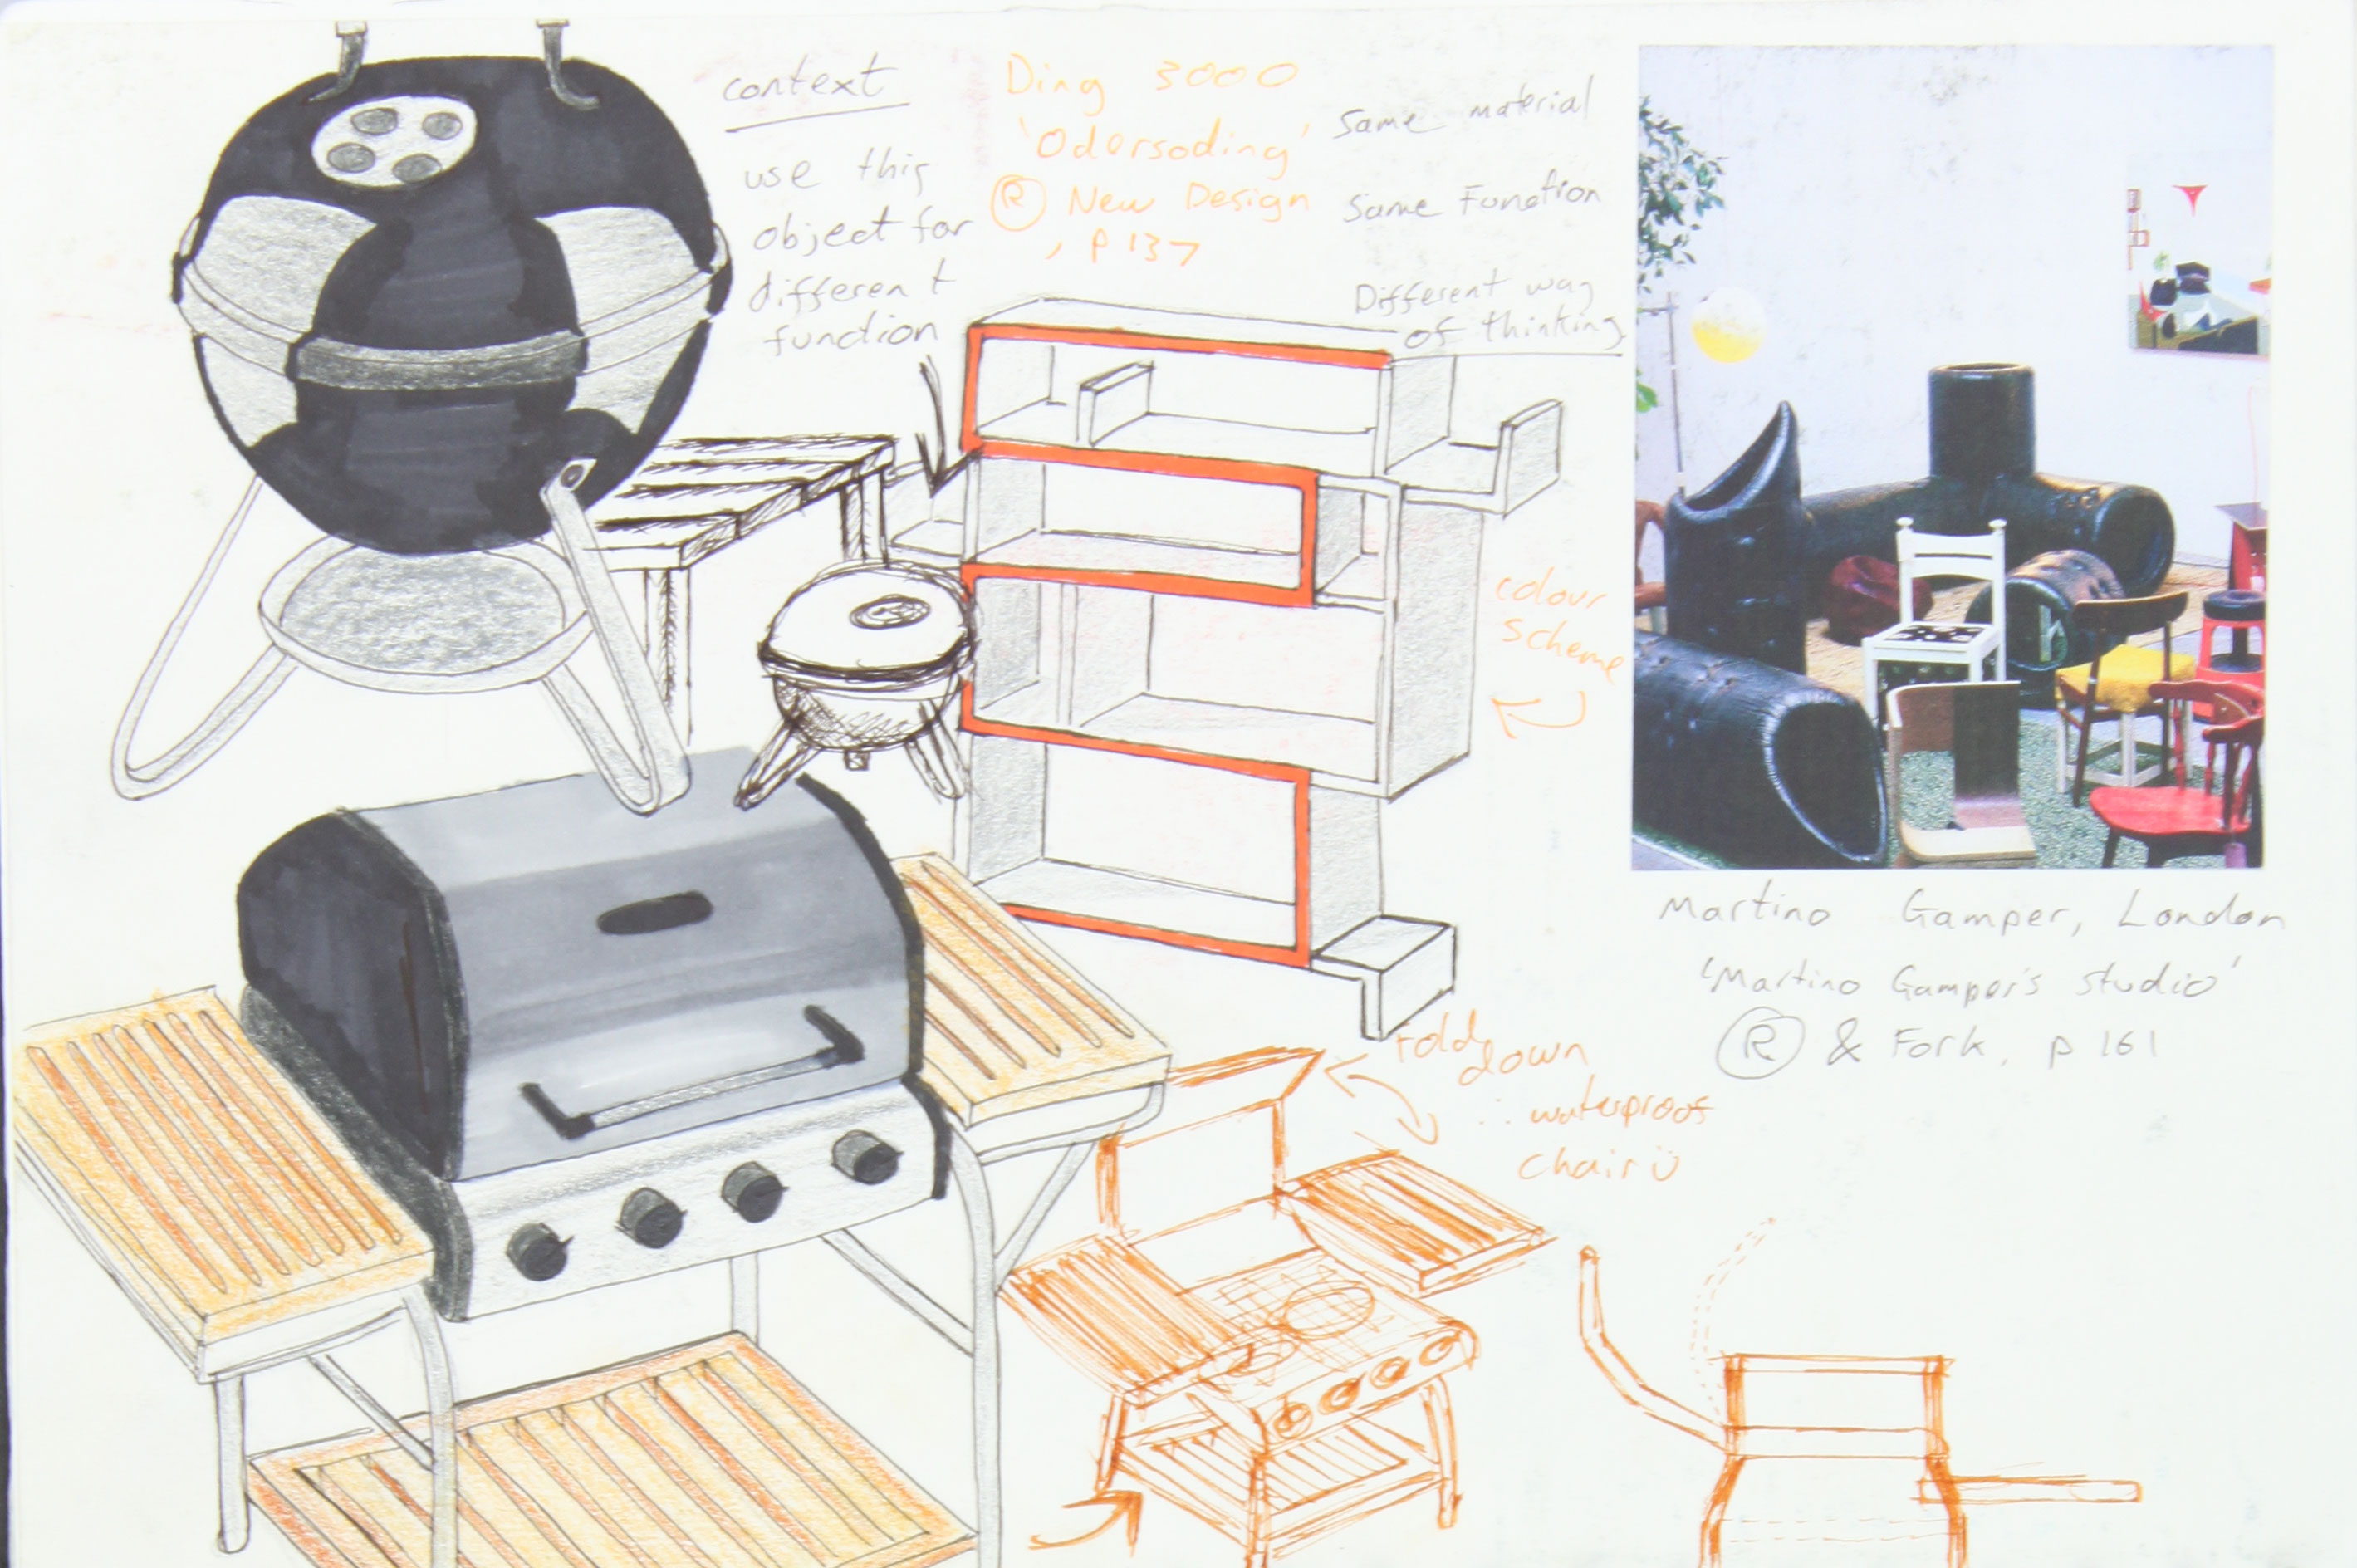 context
use this
object for
different
function
Ding 3000
'Odersoding'
R New Design
, p 137
Same material
Same Function
Different way
of thinking
colour
scheme
Martino Gamper, London
'Martino Gamper's studio'
R & Fork, p 161
Fold
down
∴ waterproof
chair ü